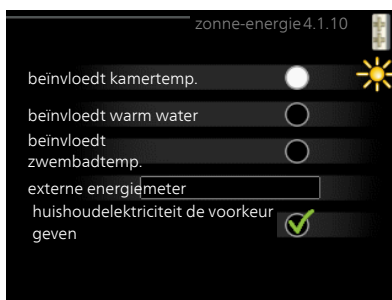 zonne-energie 4.1.10
beïnvloedt kamertemp.
beïnvloedt warm water
beïnvloedt
zwembadtemp.
externe energiemeter
huishoudelektriciteit de voorkeur
geven